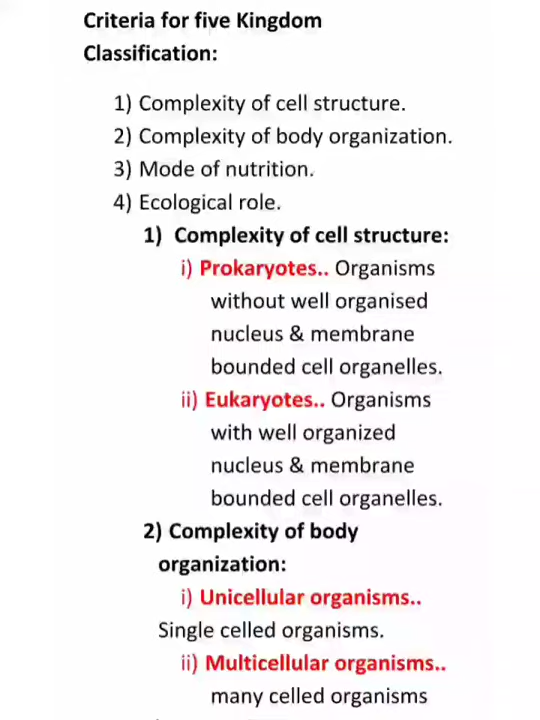 Criteria for five Kingdom
Classification:
1) Complexity of cell structure.
2) Complexity of body organization.
3) Mode of nutrition.
4) Ecological role.
1) Complexity of cell structure:
i) Prokaryotes.. Organisms
without well organised
nucleus & membrane
bounded cell organelles.
ii) Eukaryotes.. Organisms
with well organized
nucleus & membrane
bounded cell organelles.
2) Complexity of body
organization:
i) Unicellular organisms..
Single celled organisms.
ii) Multicellular organisms..
many celled organisms